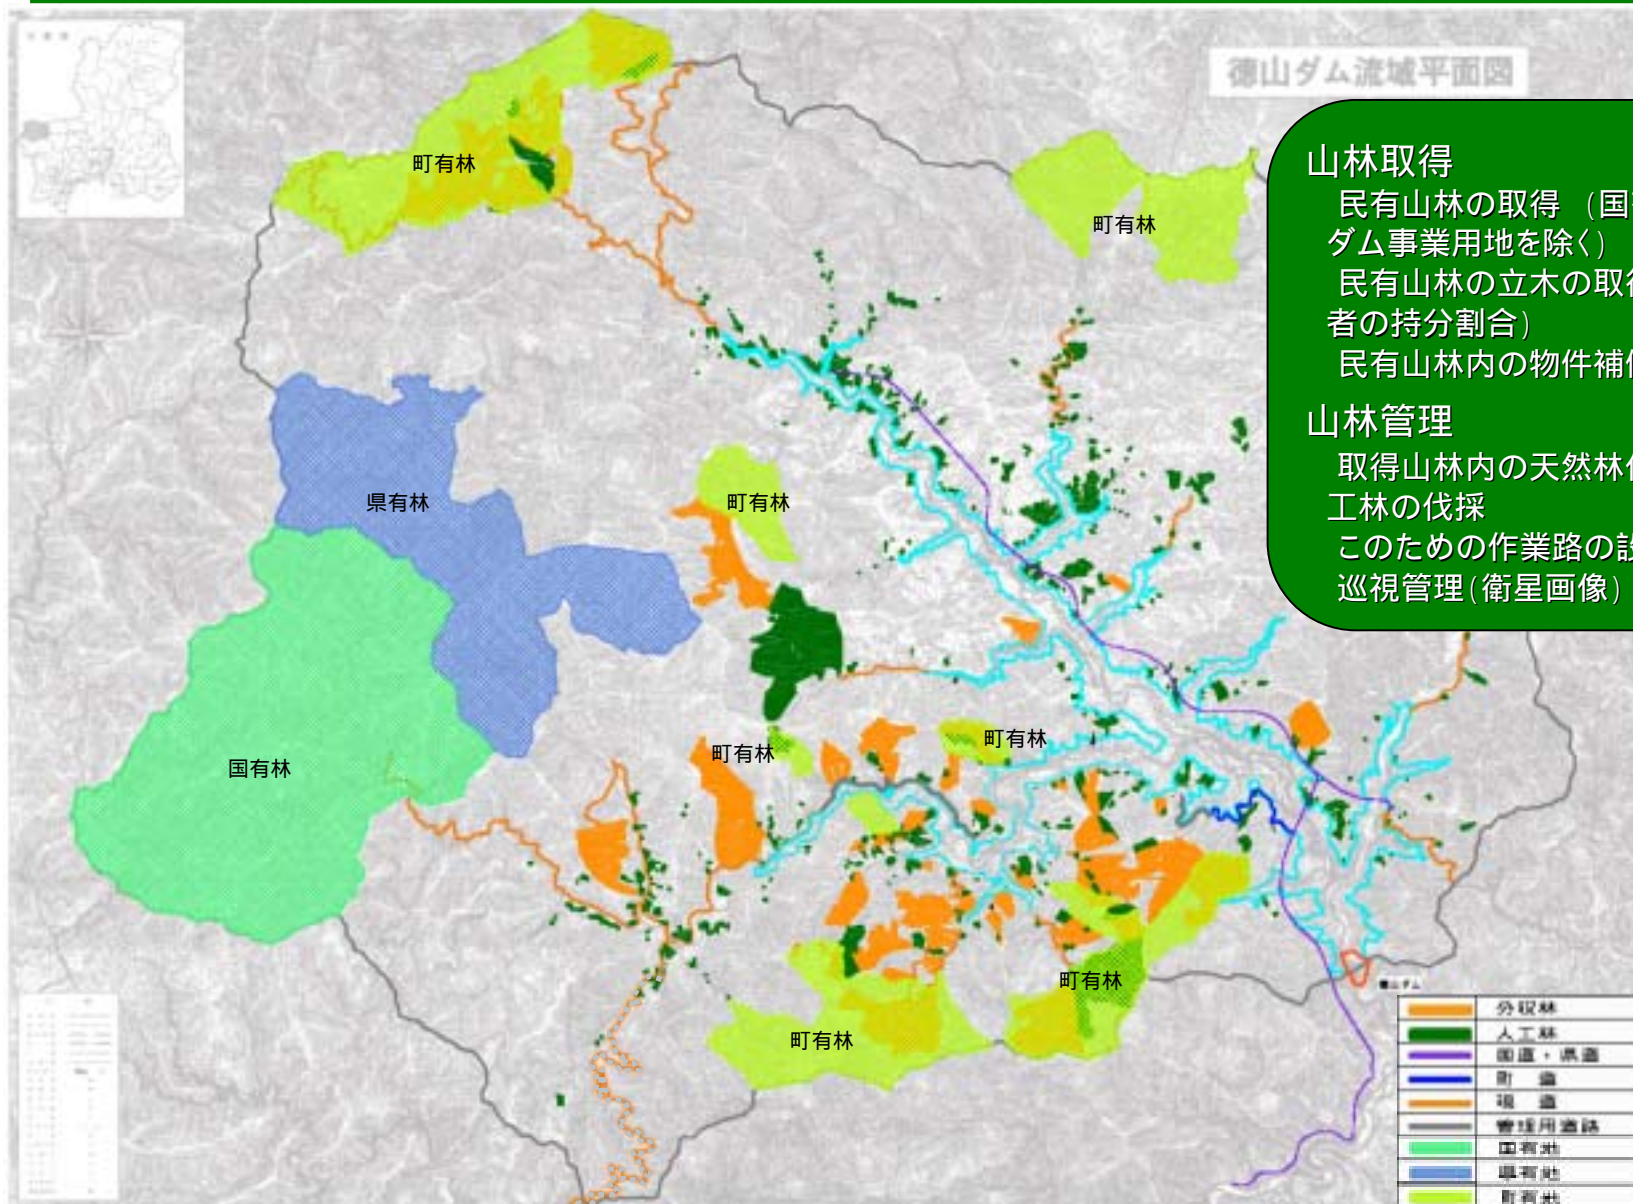 徳山ダム流域平面図
山林取得
民有山林の取得 (国
ダム事業用地を除く)
民有山林の立木の取
者の持分割合)
民有山林内の物件補
山林管理
取得山林内の天然林
工林の伐採
このための作業路の
巡視管理(衛星画像)
町有林
町有林
県有林
町有林
国有林
町有林
町有林
町有林
町有林
分収林
人工林
国道・県道
町 道
現 道
管理用道路
国有地
県有地
町有地